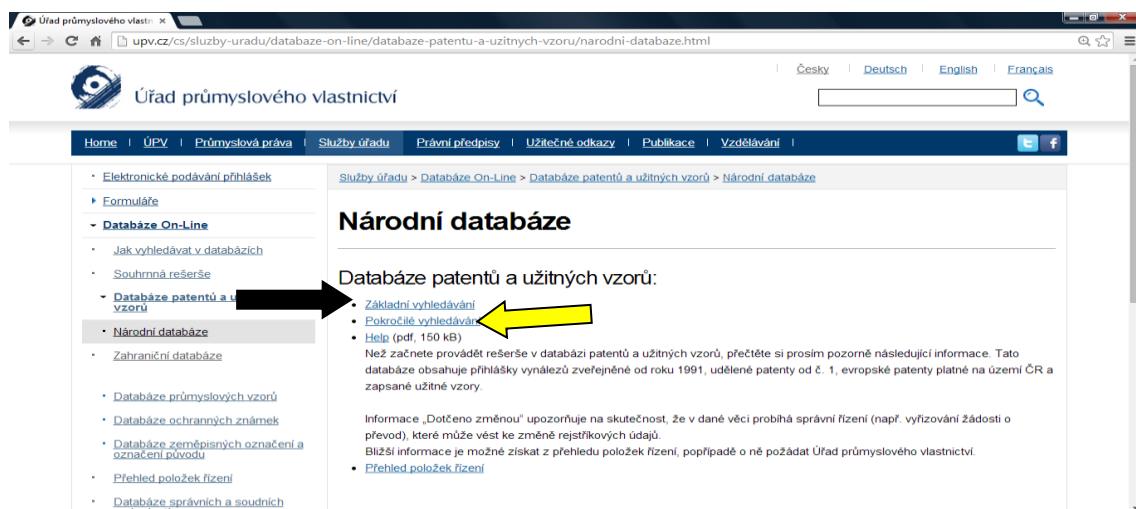 Úřad průmyslového vlastn
upv.cz/cs/sluzby-uradu/databaze-on-line/databaze-patentu-a-uzitnych-vzoru/narodni-databaze.html
Česky Deutsch English Français
Úřad průmyslového vlastnictví
Home ÚPV Průmyslová práva Služby úřadu Právní předpisy Užitečné odkazy Publikace Vzdělávání
Elektronické podávání přihlášek
Formuláře
Databáze On-Line
Jak vyhledávat v databázích
Souhrnná rešerše
Databáze patentů a u
vzorů
Národní databáze
Zahraniční databáze
Databáze průmyslových vzorů
Databáze ochranných známek
Databáze zeměpisných označení a
označení původu
Přehled položek řízení
Databáze správních a soudních
Služby úřadu > Databáze On-Line > Databáze patentů a užitných vzorů > Národní databáze
Národní databáze
Databáze patentů a užitných vzorů:
Základní vyhledávání
Pokročilé vyhledáván
Help (pdf, 150 kB)
Než začnete provádět rešerše v databázi patentů a užitných vzorů, přečtěte si prosím pozorně následující informace. Tato
databáze obsahuje přihlášky vynálezů zveřejněné od roku 1991, udělené patenty od č. 1, evropské patenty platné na území ČR a
zapsané užitné vzory.
Informace „Dotčeno změnou" upozorňuje na skutečnost, že v dané věci probíhá správní řízení (např. vyřizování žádosti o
převod), které může vést ke změně rejstříkových údajů.
Bližší informace je možné získat z přehledu položek řízení, popřípadě o ně požádat Úřad průmyslového vlastnictví.
Přehled položek řízení